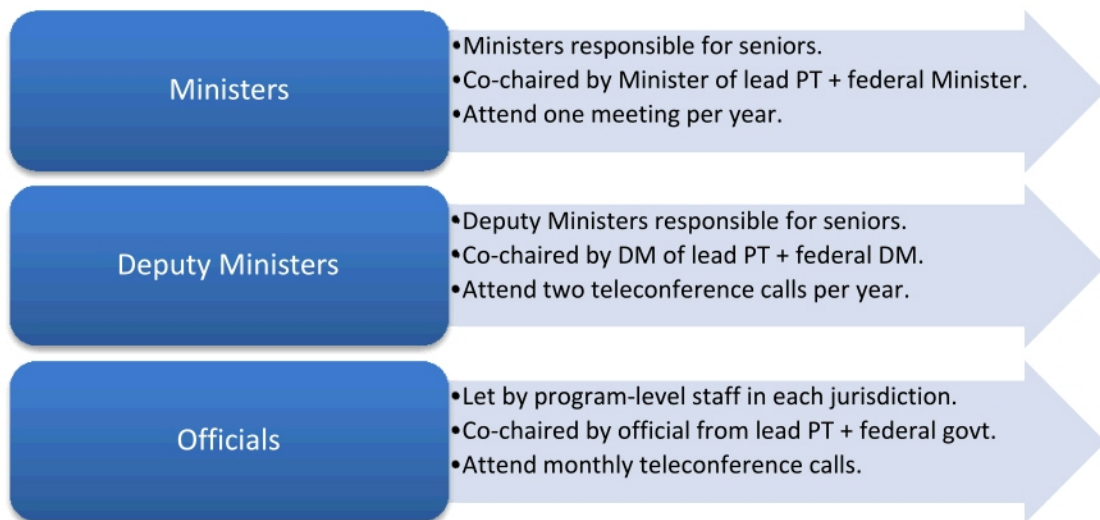 Ministers
•Ministers responsible for seniors.
•Co-chaired by Minister of lead PT + federal Minister.
•Attend one meeting per year.
Deputy Ministers
•Deputy Ministers responsible for seniors.
•Co-chaired by DM of lead PT + federal DM.
•Attend two teleconference calls per year.
Officials
•Let by program-level staff in each jurisdiction.
•Co-chaired by official from lead PT + federal govt.
•Attend monthly teleconference calls.